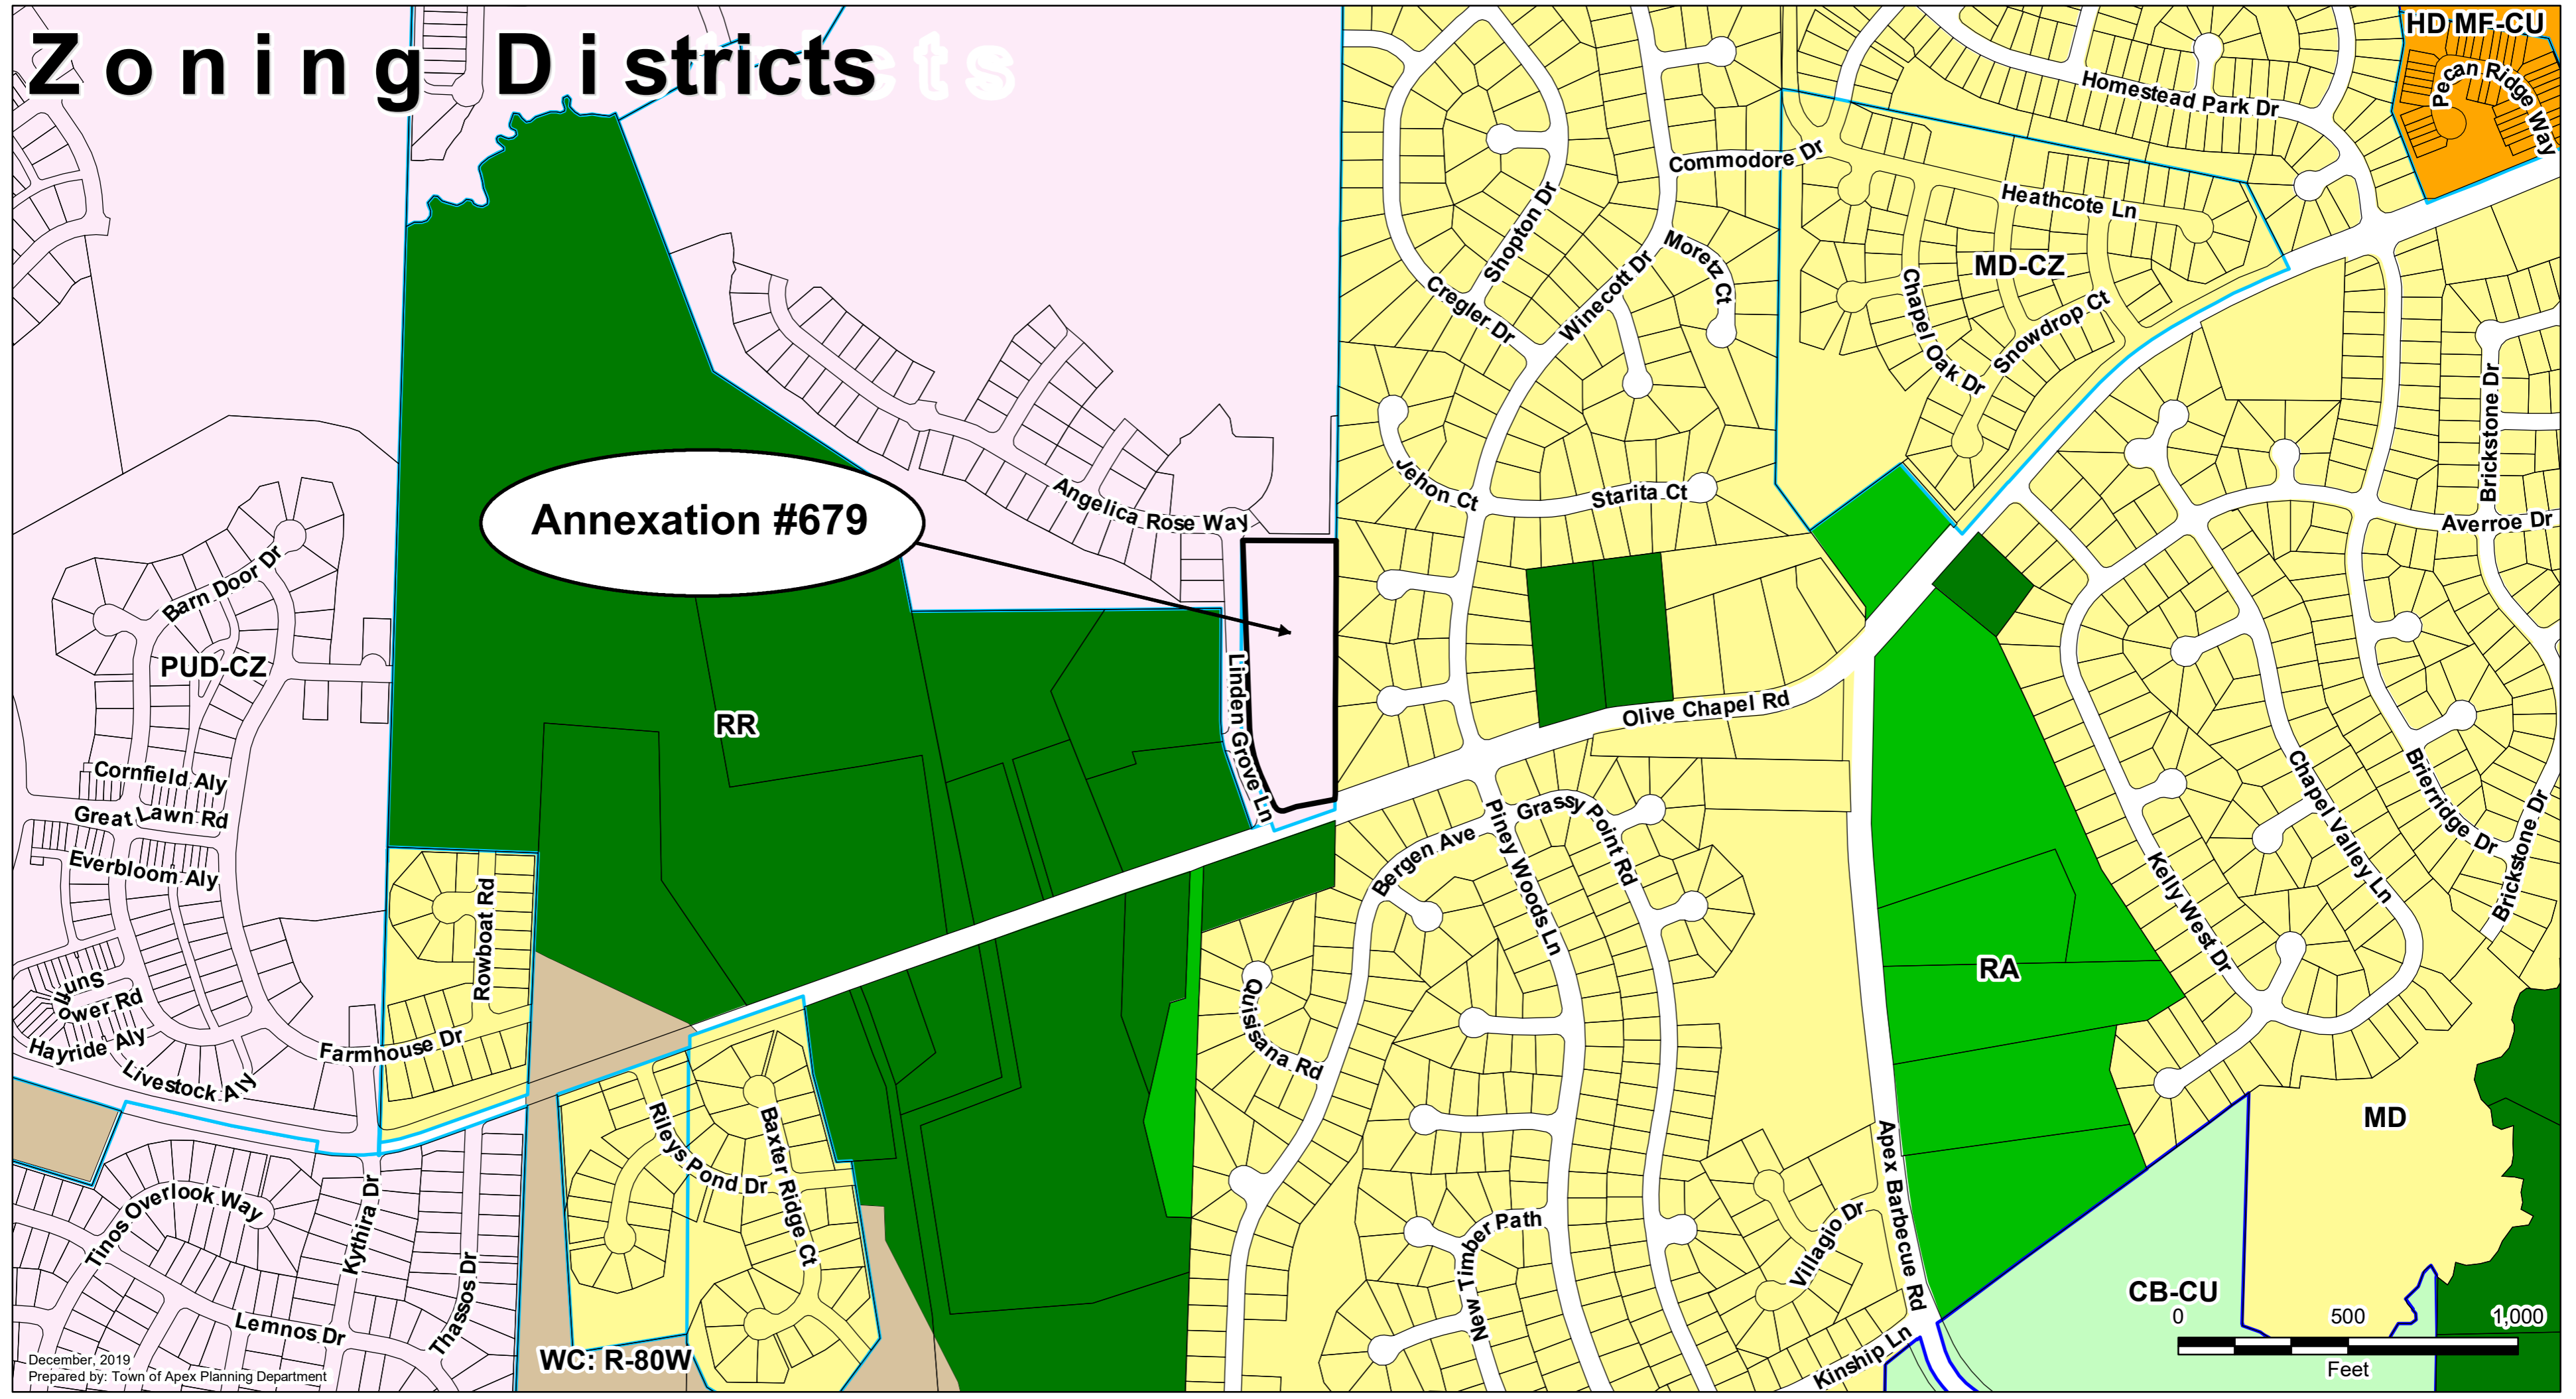 Zoning Districts
HD MF-CU
Pecan Ridge Way
Homestead Park Dr
Commodore Dr
Heathcote Ln
Shopton Dr
Moretz Ct
MD-CZ
Cregler Dr
Winecott Dr
Chapel Oak Dr
Snowdrop Ct
Brickstone Dr
Jehon Ct
Starita Ct
Angelica Rose Way
Annexation #679
Averroe Dr
Barn Door Dr
PUD-CZ
RR
Linden Grove Ln
Olive Chapel Rd
Cornfield Aly
Great Lawn Rd
Everbloom Aly
Rowboat Rd
Bergen Ave
Piney Woods Ln
Grassy Point Rd
Chapel Valley Ln
Brierridge Dr
Brickstone Dr
Kelly West Dr
RA
Sunflower Rd
Hayride Aly
Livestock Aly
Farmhouse Dr
Quisisana Rd
MD
Rileys Pond Dr
Baxter Ridge Ct
Tinos Overlook Way
Kythira Dr
Thassos Dr
Lemnos Dr
New Timber Path
Villagio Dr
Apex Barbecue Rd
Kinship Ln
CB-CU
WC: R-80W
0 500 1,000
Feet
December, 2019
Prepared by: Town of Apex Planning Department